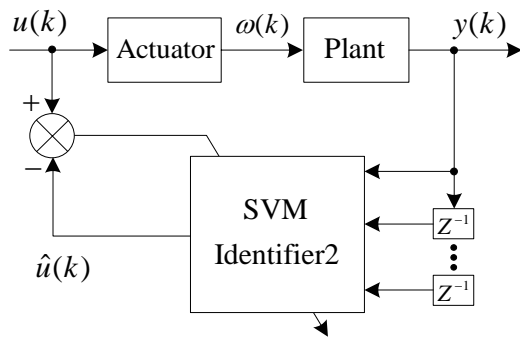 u(k)
Actuator
ω(k)
Plant
y(k)
+
−
SVM
Identifier2
û(k)
Z⁻¹
Z⁻¹